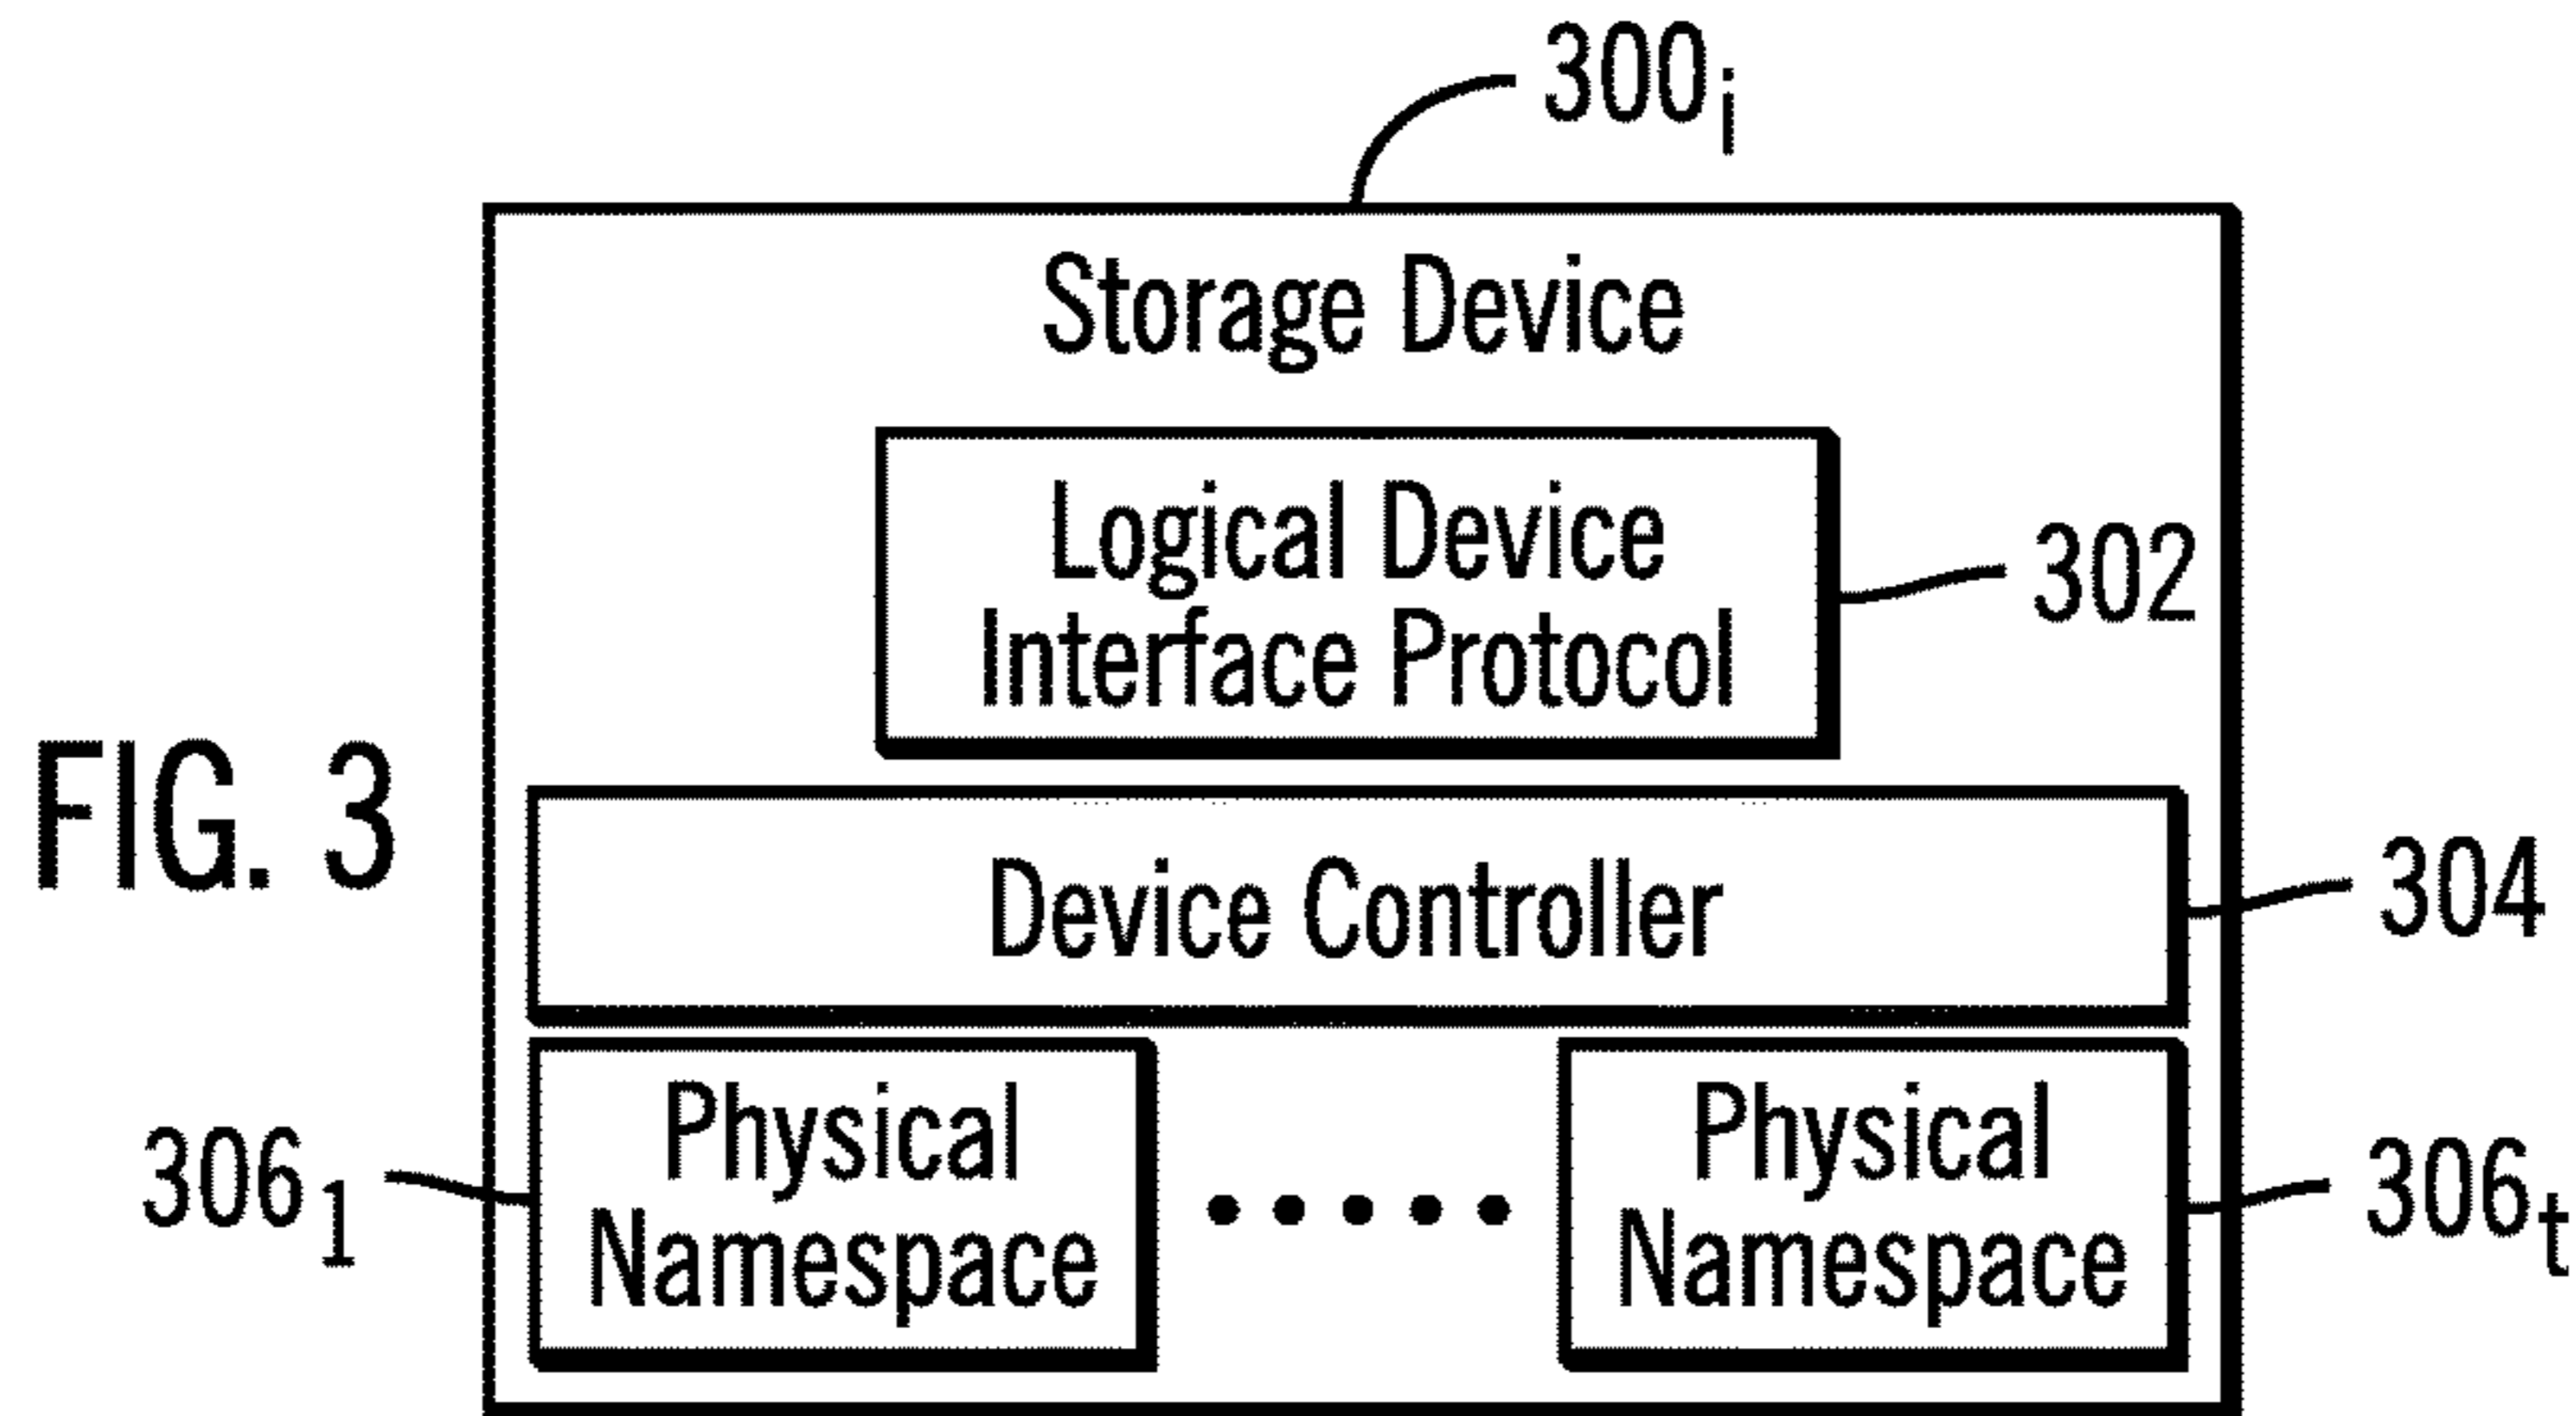 300i
Storage Device
Logical Device
Interface Protocol
302
FIG. 3
Device Controller
304
Physical
Namespace
3061
Physical
Namespace
306t